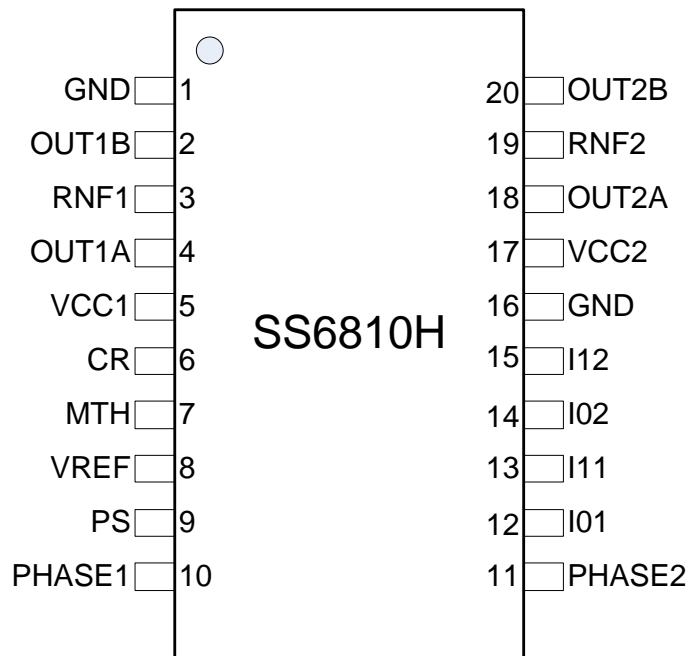 GND 1 20 OUT2B
OUT1B 2 19 RNF2
RNF1 3 18 OUT2A
OUT1A 4 17 VCC2
VCC1 5 16 GND
SS6810H
CR 6 15 I12
MTH 7 14 I02
VREF 8 13 I11
PS 9 12 I01
PHASE1 10 11 PHASE2